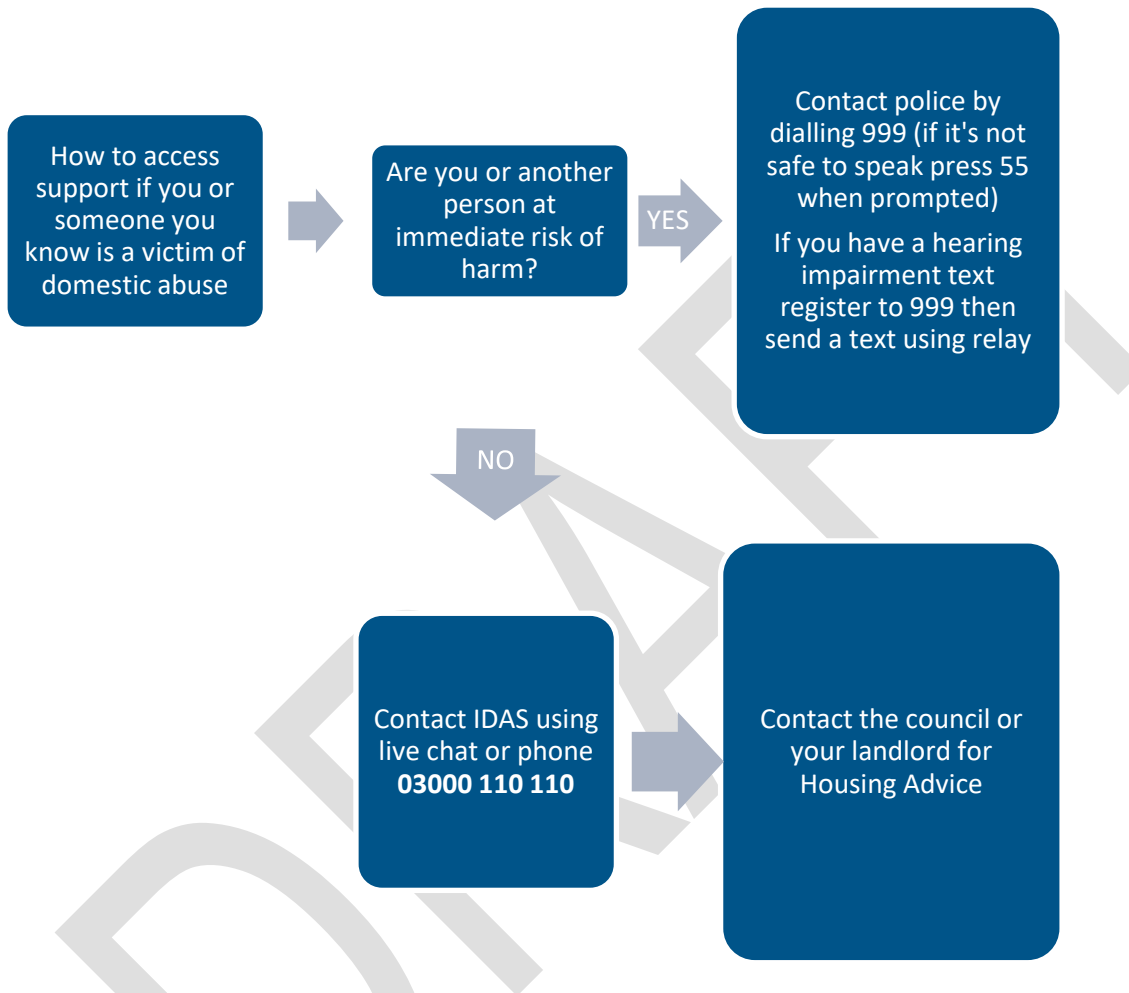 How to access
support if you or
someone you
know is a victim of
domestic abuse
Are you or another
person at
immediate risk of
harm?
YES
Contact police by
dialling 999 (if it's not
safe to speak press 55
when prompted)
If you have a hearing
impairment text
register to 999 then
send a text using relay
NO
Contact IDAS using
live chat or phone
03000 110 110
Contact the council or
your landlord for
Housing Advice
DRAFT